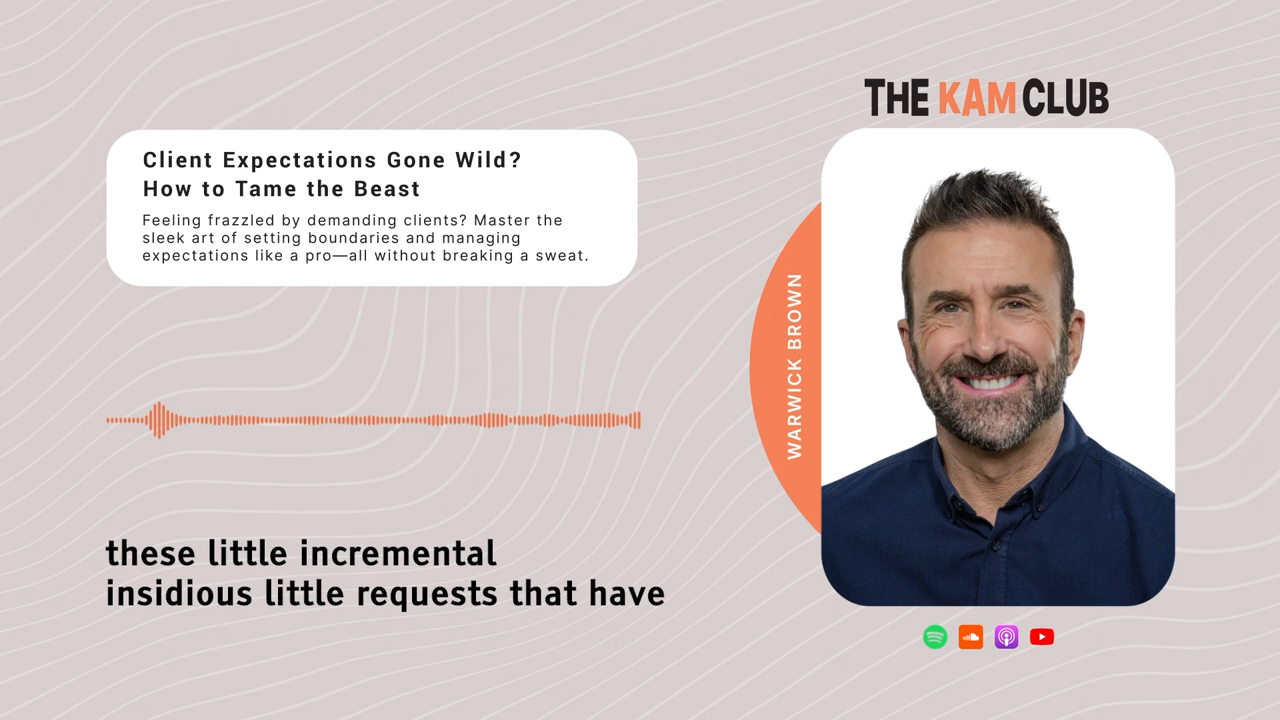 THE KAM CLUB
Client Expectations Gone Wild?
How to Tame the Beast
Feeling frazzled by demanding clients? Master the
sleek art of setting boundaries and managing
expectations like a pro—all without breaking a sweat.
WARWICK BROWN
these little incremental
insidious little requests that have